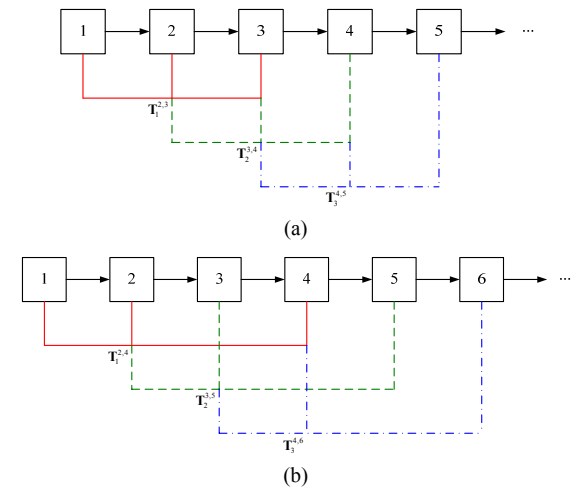 1 2 3 4 5 ...
T₁^{2,3}
T₂^{3,4}
T₃^{4,5}
(a)
1 2 3 4 5 6 ...
T₁^{2,4}
T₂^{3,5}
T₃^{4,6}
(b)